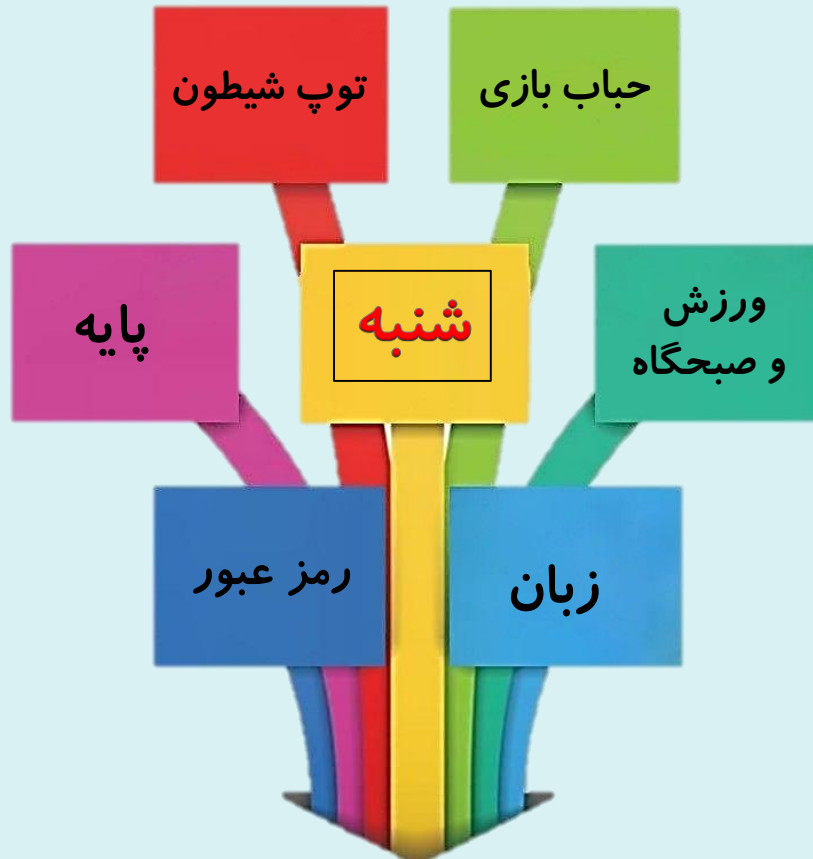 حباب بازی
توپ شیطون
ورزش
و صبحگاه
شنبه
پایه
زبان
رمز عبور